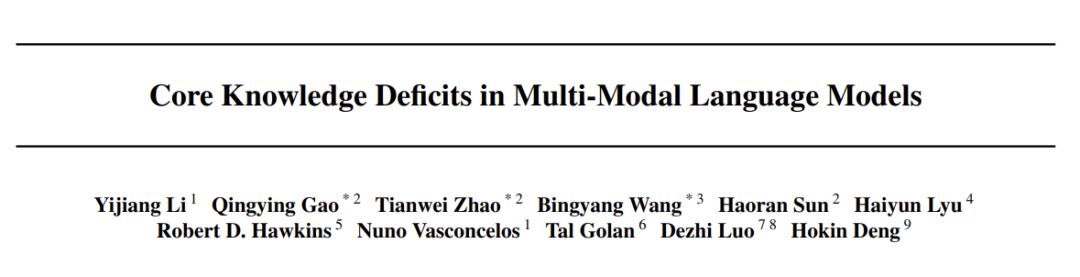 Core Knowledge Deficits in Multi-Modal Language Models
Yijiang Li 1 Qingying Gao * 2 Tianwei Zhao * 2 Bingyang Wang * 3 Haoran Sun 2 Haiyun Lyu 4
Robert D. Hawkins 5 Nuno Vasconcelos 1 Tal Golan 6 Dezhi Luo 7 8 Hokin Deng 9